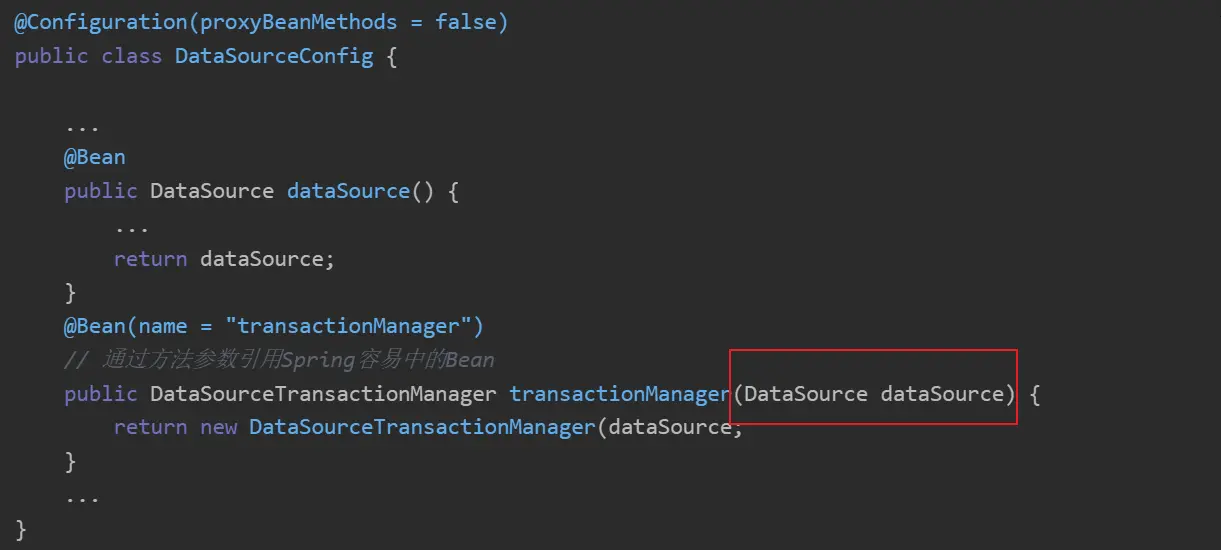 @Configuration(proxyBeanMethods = false)
public class DataSourceConfig {
...
@Bean
public DataSource dataSource() {
...
return dataSource;
}
@Bean(name = "transactionManager")
// 通过方法参数引用Spring容易中的Bean
public DataSourceTransactionManager transactionManager(DataSource dataSource) {
return new DataSourceTransactionManager(dataSource;
}
...
}